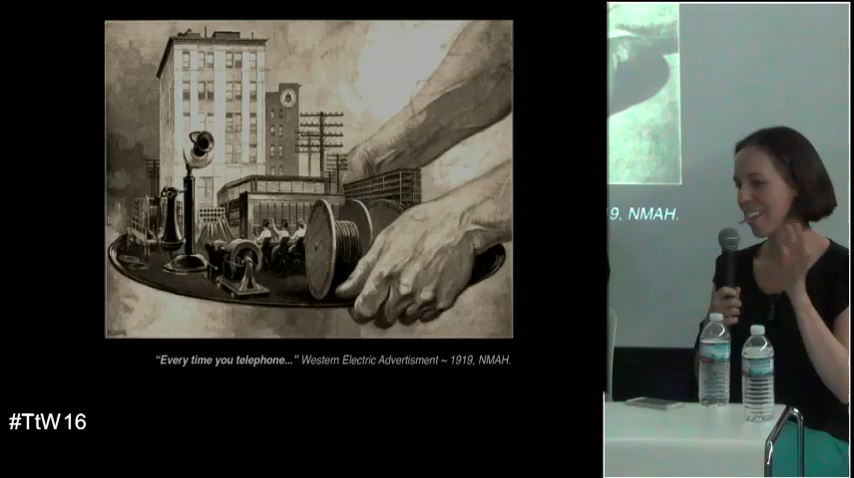 "Every time you telephone..." Western Electric Advertisment ~ 1919, NMAH.
#TtW16
9, NMAH.